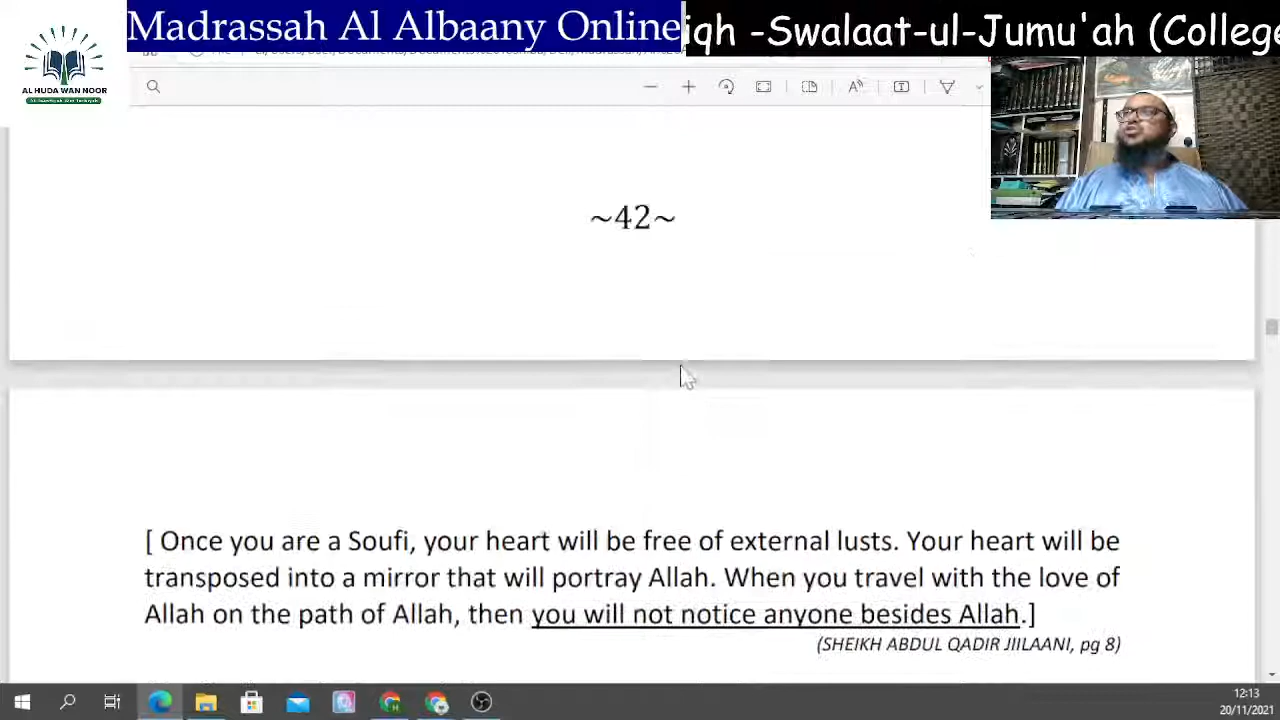 Madrassah Al Albaany Online
iqh -Swalaat-ul-Jumu'ah (College
AL HUDA WAN NOOR
~42~
[ Once you are a Soufi, your heart will be free of external lusts. Your heart will be
transposed into a mirror that will portray Allah. When you travel with the love of
Allah on the path of Allah, then you will not notice anyone besides Allah.]
(SHEIKH ABDUL QADIR JIILAANI, pg 8)
12:13
20/11/2021